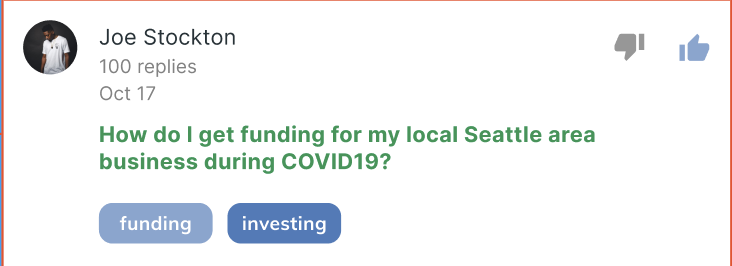 Joe Stockton
100 replies
Oct 17
How do I get funding for my local Seattle area
business during COVID19?
funding investing